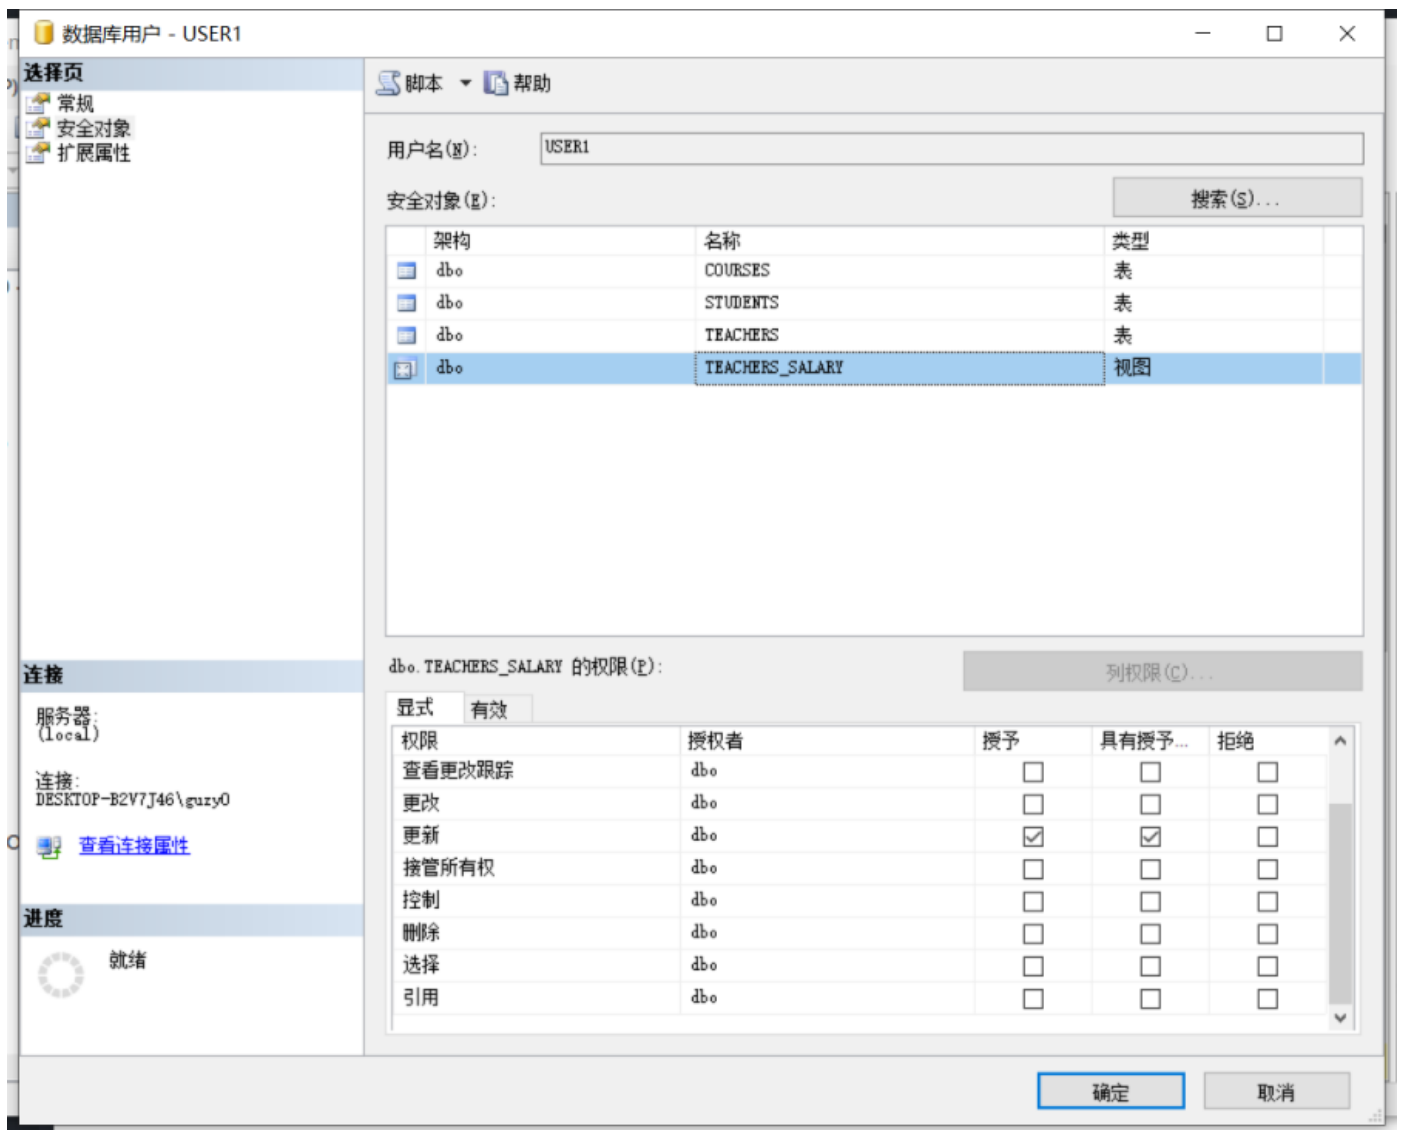 数据库用户 - USER1
选择页
常规
安全对象
扩展属性
脚本 帮助
用户名(N): USER1
安全对象(E): 搜索(S)...
架构 名称 类型
dbo COURSES 表
dbo STUDENTS 表
dbo TEACHERS 表
dbo TEACHERS_SALARY 视图
dbo.TEACHERS_SALARY 的权限(P): 列权限(C)...
显式 有效
权限 授权者 授予 具有授予... 拒绝
查看更改跟踪 dbo
更改 dbo
更新 dbo
接管所有权 dbo
控制 dbo
删除 dbo
选择 dbo
引用 dbo
连接
服务器:
(local)
连接:
DESKTOP-B2V7J46\guzy0
查看连接属性
进度
就绪
确定 取消